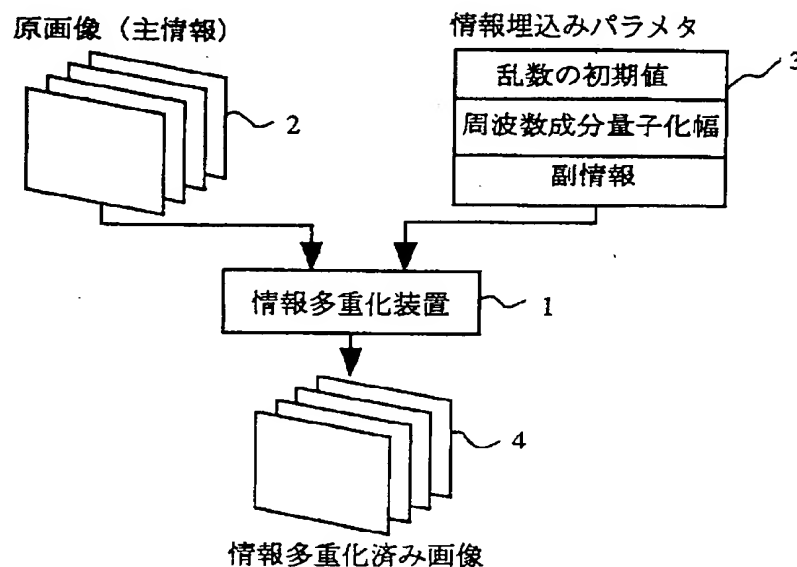 原画像（主情報）
情報埋込みパラメタ
乱数の初期値
3
周波数成分量子化幅
2
副情報
情報多重化装置
1
4
情報多重化済み画像